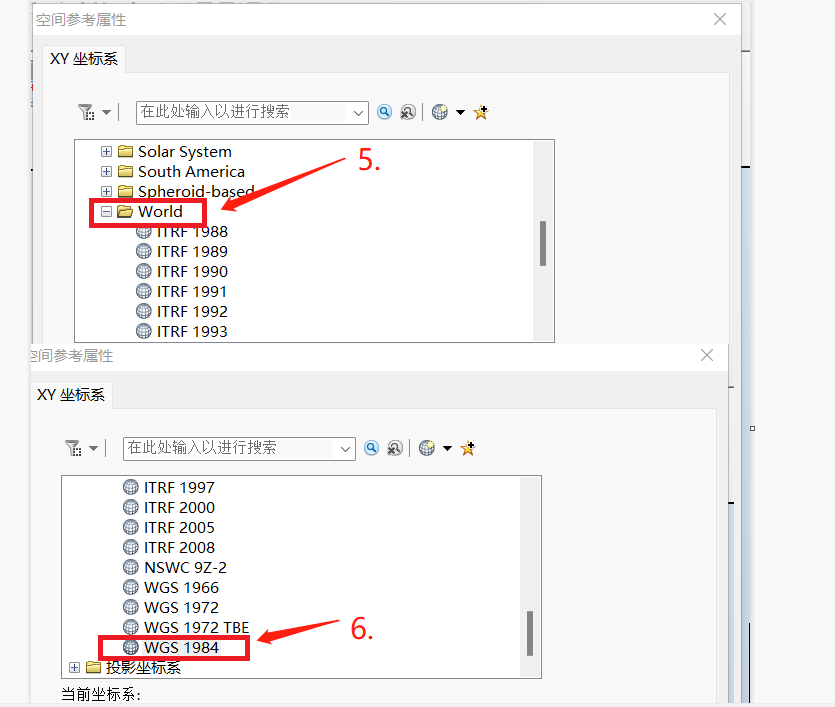 空间参考属性
XY 坐标系
在此处输入以进行搜索
Solar System
South America
Spheroid-based
World
5.
ITRF 1988
ITRF 1989
ITRF 1990
ITRF 1991
ITRF 1992
ITRF 1993
空间参考属性
XY 坐标系
在此处输入以进行搜索
ITRF 1997
ITRF 2000
ITRF 2005
ITRF 2008
NSWC 9Z-2
WGS 1966
WGS 1972
WGS 1972 TBE
WGS 1984
6.
投影坐标系
当前坐标系: